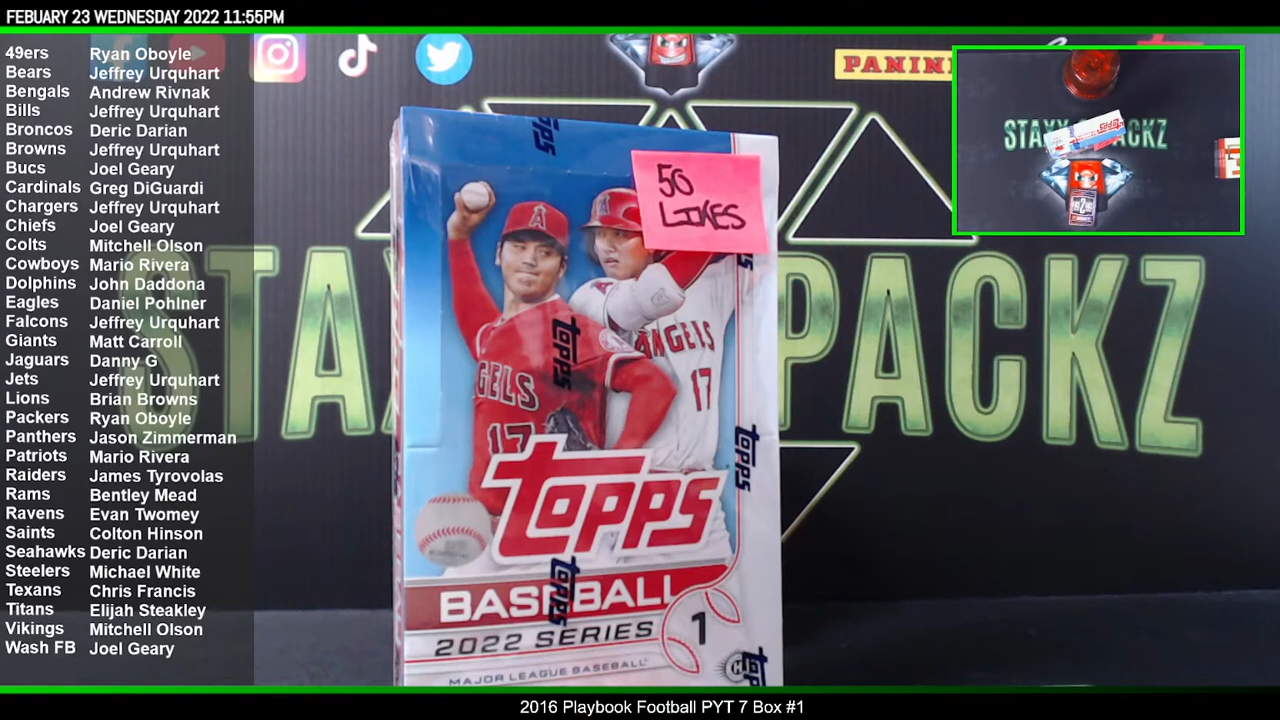 FEBUARY 23 WEDNESDAY 2022 11:55PM
49ers Ryan Oboyle
Bears Jeffrey Urquhart
Bengals Andrew Rivnak
Bills Jeffrey Urquhart
Broncos Deric Darian
Browns Jeffrey Urquhart
Bucs Joel Geary
Cardinals Greg DiGuardi
Chargers Jeffrey Urquhart
Chiefs Joel Geary
Colts Mitchell Olson
Cowboys Mario Rivera
Dolphins John Daddona
Eagles Daniel Pohlner
Falcons Jeffrey Urquhart
Giants Matt Carroll
Jaguars Danny G
Jets Jeffrey Urquhart
Lions Brian Browns
Packers Ryan Oboyle
Panthers Jason Zimmerman
Patriots Mario Rivera
Raiders James Tyrovolas
Rams Bentley Mead
Ravens Evan Twomey
Saints Colton Hinson
Seahawks Deric Darian
Steelers Michael White
Texans Chris Francis
Titans Elijah Steakley
Vikings Mitchell Olson
Wash FB Joel Geary
PANINI
50
LIKES
topps
topps
topps
topps
ANGELS
17
GELS
17
TOPPS
BASEBALL
2022 SERIES 1
MAJOR LEAGUE BASEBALL
STAXX PACKZ
2016 Playbook Football PYT 7 Box #1